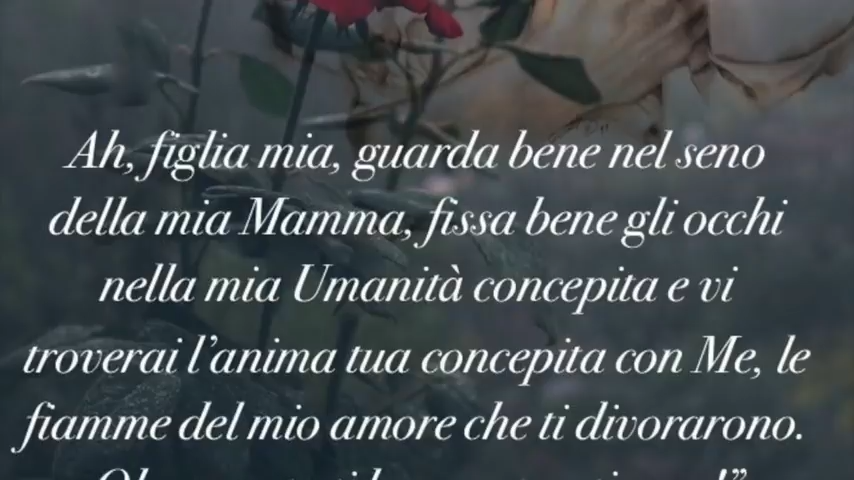 Ah, figlia mia, guarda bene nel seno
della mia Mamma, fissa bene gli occhi
nella mia Umanità concepita e vi
troverai l’anima tua concepita con Me, le
fiamme del mio amore che ti divorarono.